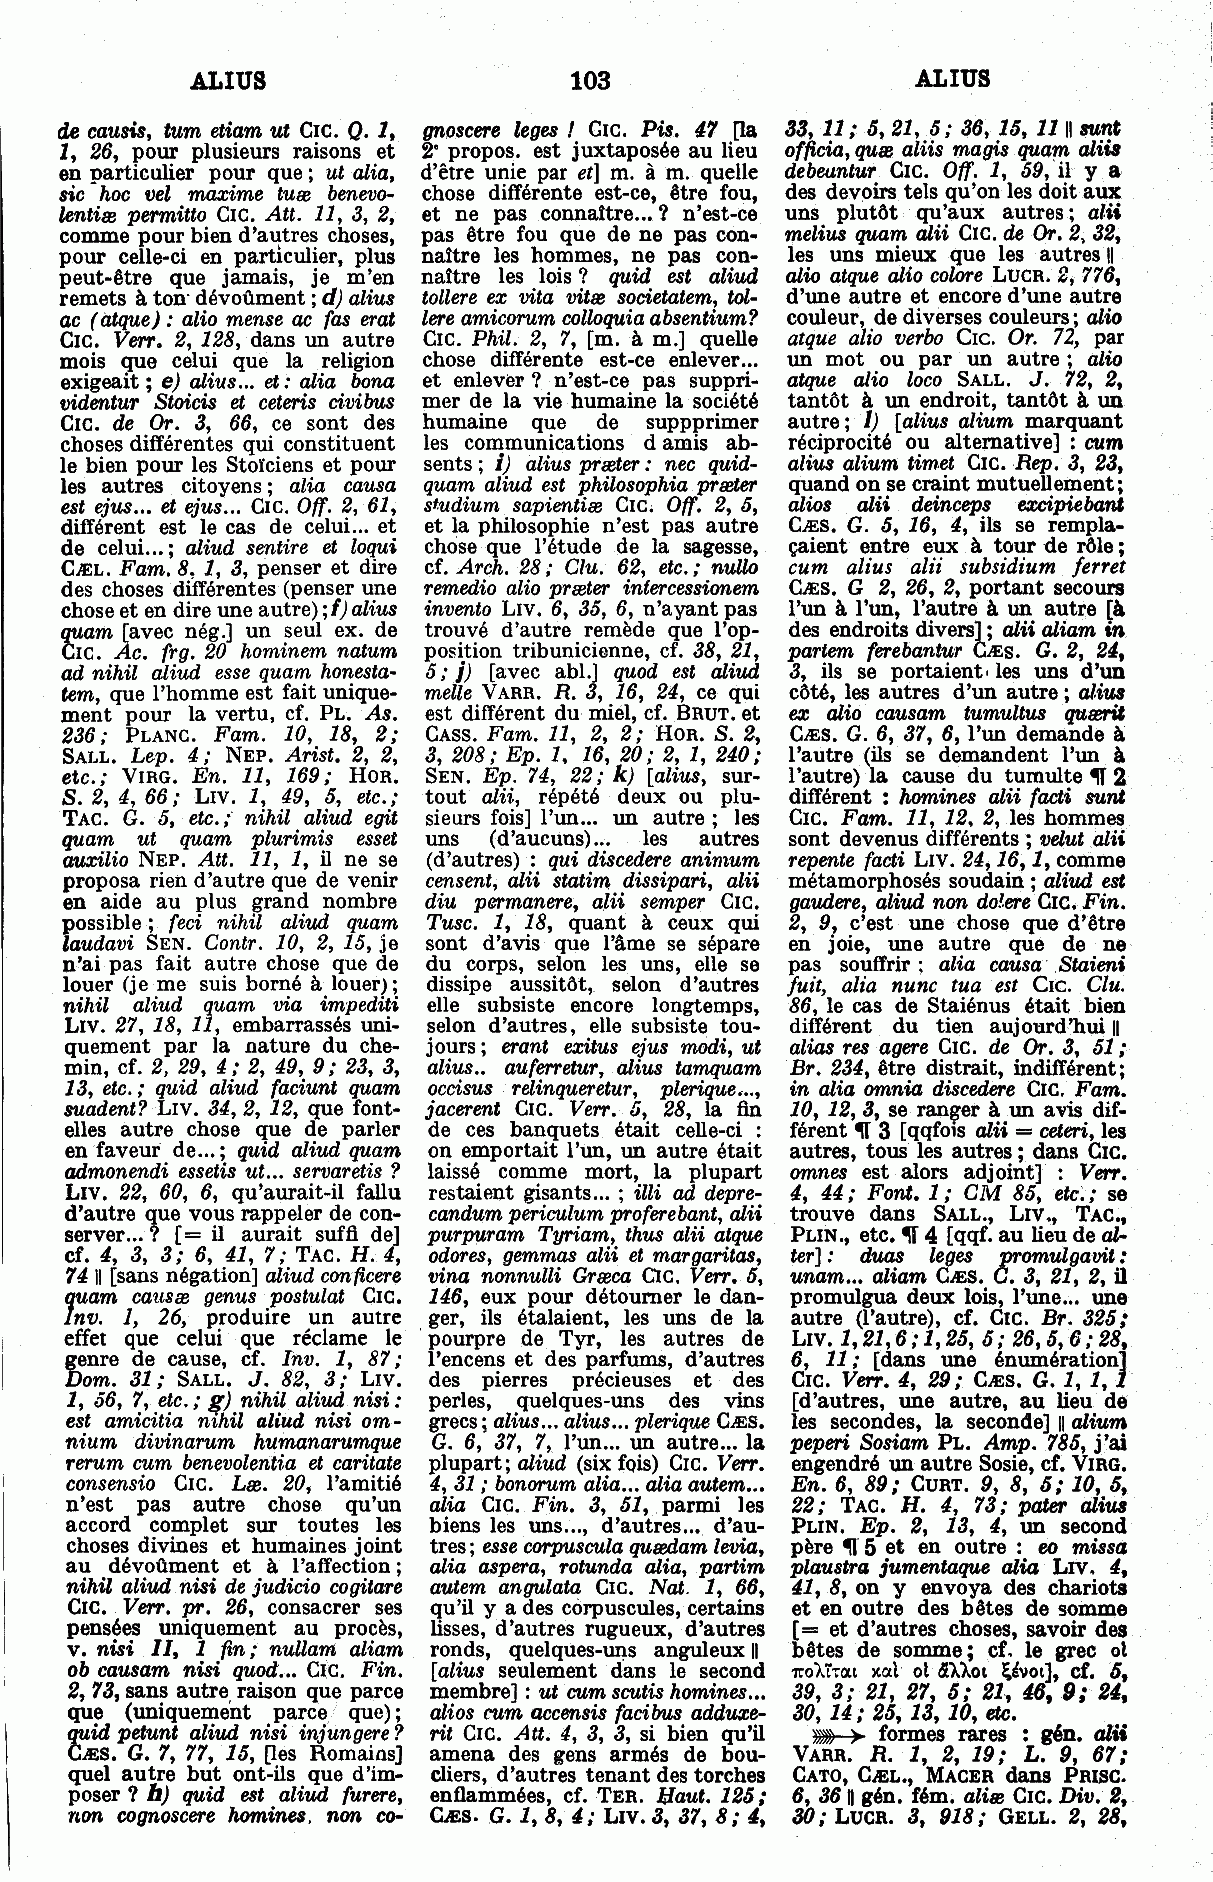 ALIUS 103 ALIUS
de causis, tum etiam ut CIC. Q. 1,
1, 26, pour plusieurs raisons et
en particulier pour que ; ut alia,
sic hoc vel maxime tuæ benevo-
lentiæ permitto CIC. Att. 11, 3, 2,
comme pour bien d'autres choses,
pour celle-ci en particulier, plus
peut-être que jamais, je m'en
remets à ton dévoûment ; d) alius
ac (atque) : alio mense ac fas erat
CIC. Verr. 2, 128, dans un autre
mois que celui que la religion
exigeait ; e) alius... et : alia bona
videntur Stoicis et ceteris civibus
CIC. de Or. 3, 66, ce sont des
choses différentes qui constituent
le bien pour les Stoïciens et pour
les autres citoyens ; alia causa
est ejus... et ejus... CIC. Off. 2, 61,
différent est le cas de celui... et
de celui... ; aliud sentire et loqui
CÆL. Fam. 8, 1, 3, penser et dire
des choses différentes (penser une
chose et en dire une autre) ; f) alius
quam [avec nég.] un seul ex. de
CIC. Ac. frg. 20 hominem natum
ad nihil aliud esse quam honesta-
tem, que l'homme est fait unique-
ment pour la vertu, cf. PL. As.
236 ; PLANC. Fam. 10, 18, 2 ;
SALL. Lep. 4 ; NEP. Arist. 2, 2,
etc. ; VIRG. En. 11, 169 ; HOR.
S. 2, 4, 66 ; LIV. 1, 49, 5, etc. ;
TAC. G. 5, etc. ; nihil aliud egit
quam ut quam plurimis esset
auxilio NEP. Att. 11, 1, il ne se
proposa rien d'autre que de venir
en aide au plus grand nombre
possible ; feci nihil aliud quam
laudavi SEN. Contr. 10, 2, 15, je
n'ai pas fait autre chose que de
louer (je me suis borné à louer) ;
nihil aliud quam via impediti
LIV. 27, 18, 11, embarrassés uni-
quement par la nature du che-
min, cf. 2, 29, 4 ; 2, 49, 9 ; 23, 3,
13, etc. ; quid aliud faciunt quam
suadent? LIV. 34, 2, 12, que font-
elles autre chose que de parler
en faveur de... ; quid aliud quam
admonendi essetis ut... servaretis ?
LIV. 22, 60, 6, qu'aurait-il fallu
d'autre que vous rappeler de con-
server... ? [= il aurait suffi de]
cf. 4, 3, 3 ; 6, 41, 7 ; TAC. H. 4,
74 || [sans négation] aliud conficere
quam causæ genus postulat CIC.
Inv. 1, 26, produire un autre
effet que celui que réclame le
genre de cause, cf. Inv. 1, 87 ;
Dom. 31 ; SALL. J. 82, 3 ; LIV.
1, 56, 7, etc. ; g) nihil aliud nisi :
est amicitia nihil aliud nisi om-
nium divinarum humanarumque
rerum cum benevolentia et caritate
consensio CIC. Læ. 20, l'amitié
n'est pas autre chose qu'un
accord complet sur toutes les
choses divines et humaines joint
au dévoûment et à l'affection ;
nihil aliud nisi de judicio cogitare
CIC. Verr. pr. 26, consacrer ses
pensées uniquement au procès,
v. nisi II, 1 fin ; nullam aliam
ob causam nisi quod... CIC. Fin.
2, 73, sans autre raison que parce
que (uniquement parce que) ;
quid petunt aliud nisi injungere ?
CÆS. G. 7, 77, 15, [les Romains]
quel autre but ont-ils que d'im-
poser ? h) quid est aliud furere,
non cognoscere homines, non co-
gnoscere leges ! CIC. Pis. 47 [la
2e propos. est juxtaposée au lieu
d'être unie par et] m. à m. quelle
chose différente est-ce, être fou,
et ne pas connaître... ? n'est-ce
pas être fou que de ne pas con-
naître les hommes, ne pas con-
naître les lois ? quid est aliud
tollere ex vita vitæ societatem, tol-
lere amicorum colloquia absentium?
CIC. Phil. 2, 7, [m. à m.] quelle
chose différente est-ce enlever...
et enlever ? n'est-ce pas suppri-
mer de la vie humaine la société
humaine que de suppprimer
les communications d amis ab-
sents ; i) alius præter : nec quid-
quam aliud est philosophia præter
studium sapientiæ CIC. Off. 2, 5,
et la philosophie n'est pas autre
chose que l'étude de la sagesse,
cf. Arch. 28 ; Clu. 62, etc. ; nullo
remedio alio præter intercessionem
invento LIV. 6, 35, 6, n'ayant pas
trouvé d'autre remède que l'op-
position tribunicienne, cf. 38, 21,
5 ; j) [avec abl.] quod est aliud
melle VARR. R. 3, 16, 24, ce qui
est différent du miel, cf. BRUT. et
CASS. Fam. 11, 2, 2 ; HOR. S. 2,
3, 208 ; Ep. 1, 16, 20 ; 2, 1, 240 ;
SEN. Ep. 74, 22 ; k) [alius, sur-
tout alii, répété deux ou plu-
sieurs fois] l'un... un autre ; les
uns (d'aucuns)... les autres
(d'autres) : qui discedere animum
censent, alii statim dissipari, alii
diu permanere, alii semper CIC.
Tusc. 1, 18, quant à ceux qui
sont d'avis que l'âme se sépare
du corps, selon les uns, elle se
dissipe aussitôt, selon d'autres
elle subsiste encore longtemps,
selon d'autres, elle subsiste tou-
jours ; erant exitus ejus modi, ut
alius.. auferretur, alius tamquam
occisus relinqueretur, plerique...,
jacerent CIC. Verr. 5, 28, la fin
de ces banquets était celle-ci :
on emportait l'un, un autre était
laissé comme mort, la plupart
restaient gisants... ; illi ad depre-
candum periculum proferebant, alii
purpuram Tyriam, thus alii atque
odores, gemmas alii et margaritas,
vina nonnulli Græca CIC. Verr. 5,
146, eux pour détourner le dan-
ger, ils étalaient, les uns de la
pourpre de Tyr, les autres de
l'encens et des parfums, d'autres
des pierres précieuses et des
perles, quelques-uns des vins
grecs ; alius... alius... plerique CÆS.
G. 6, 37, 7, l'un... un autre... la
plupart ; aliud (six fois) CIC. Verr.
4, 31 ; bonorum alia... alia autem...
alia CIC. Fin. 3, 51, parmi les
biens les uns..., d'autres... d'au-
tres ; esse corpuscula quædam levia,
alia aspera, rotunda alia, partim
autem angulata CIC. Nat. 1, 66,
qu'il y a des corpuscules, certains
lisses, d'autres rugueux, d'autres
ronds, quelques-uns anguleux ||
[alius seulement dans le second
membre] : ut cum scutis homines...
alios cum accensis facibus adduxe-
rit CIC. Att. 4, 3, 3, si bien qu'il
amena des gens armés de bou-
cliers, d'autres tenant des torches
enflammées, cf. TER. Haut. 125 ;
CÆS. G. 1, 8, 4 ; LIV. 3, 37, 8 ; 4,
33, 11 ; 5, 21, 5 ; 36, 15, 11 || sunt
officia, quæ aliis magis quam aliis
debeantur CIC. Off. 1, 59, il y a
des devoirs tels qu'on les doit aux
uns plutôt qu'aux autres ; alii
melius quam alii CIC. de Or. 2, 32,
les uns mieux que les autres ||
alio atque alio colore LUCR. 2, 776,
d'une autre et encore d'une autre
couleur, de diverses couleurs ; alio
atque alio verbo CIC. Or. 72, par
un mot ou par un autre ; alio
atque alio loco SALL. J. 72, 2,
tantôt à un endroit, tantôt à un
autre ; l) [alius alium marquant
réciprocité ou alternative] : cum
alius alium timet CIC. Rep. 3, 23,
quand on se craint mutuellement ;
alios alii deinceps excipiebant
CÆS. G. 5, 16, 4, ils se rempla-
çaient entre eux à tour de rôle ;
cum alius alii subsidium ferret
CÆS. G 2, 26, 2, portant secours
l'un à l'un, l'autre à un autre [à
des endroits divers] ; alii aliam in
partem ferebantur CÆS. G. 2, 24,
3, ils se portaient les uns d'un
côté, les autres d'un autre ; alius
ex alio causam tumultus quærit
CÆS. G. 6, 37, 6, l'un demande à
l'autre (ils se demandent l'un à
l'autre) la cause du tumulte ¶ 2
différent : homines alii facti sunt
CIC. Fam. 11, 12, 2, les hommes
sont devenus différents ; velut alii
repente facti LIV. 24, 16, 1, comme
métamorphosés soudain ; aliud est
gaudere, aliud non dolere CIC. Fin.
2, 9, c'est une chose que d'être
en joie, une autre que de ne
pas souffrir ; alia causa Staieni
fuit, alia nunc tua est CIC. Clu.
86, le cas de Staiénus était bien
différent du tien aujourd'hui ||
alias res agere CIC. de Or. 3, 51 ;
Br. 234, être distrait, indifférent ;
in alia omnia discedere CIC. Fam.
10, 12, 3, se ranger à un avis dif-
férent ¶ 3 [qqfois alii = ceteri, les
autres, tous les autres ; dans CIC.
omnes est alors adjoint] : Verr.
4, 44 ; Font. 1 ; CM 85, etc. ; se
trouve dans SALL., LIV., TAC.,
PLIN., etc. ¶ 4 [qqf. au lieu de al-
ter] : duas leges promulgavit :
unam... aliam CÆS. C. 3, 21, 2, il
promulgua deux lois, l'une... une
autre (l'autre), cf. CIC. Br. 325 ;
LIV. 1, 21, 6 ; 1, 25, 5 ; 26, 5, 6 ; 28,
6, 11 ; [dans une énumération]
CIC. Verr. 4, 29 ; CÆS. G. 1, 1, 1
[d'autres, une autre, au lieu de
les secondes, la seconde] || alium
peperi Sosiam PL. Amp. 785, j'ai
engendré un autre Sosie, cf. VIRG.
En. 6, 89 ; CURT. 9, 8, 5 ; 10, 5,
22 ; TAC. H. 4, 73 ; pater alius
PLIN. Ep. 2, 13, 4, un second
père ¶ 5 et en outre : eo missa
plaustra jumentaque alia LIV. 4,
41, 8, on y envoya des chariots
et en outre des bêtes de somme
[= et d'autres choses, savoir des
bêtes de somme ; cf. le grec οἱ
πολῖται καὶ οἱ ἄλλοι ξένοι], cf. 5,
39, 3 ; 21, 27, 5 ; 21, 46, 9 ; 24,
30, 14 ; 25, 13, 10, etc.
formes rares : gén. alii
VARR. R. 1, 2, 19 ; L. 9, 67 ;
CATO, CÆL., MACER dans PRISC.
6, 36 || gén. fém. aliæ CIC. Div. 2,
30 ; LUCR. 3, 918 ; GELL. 2, 28,